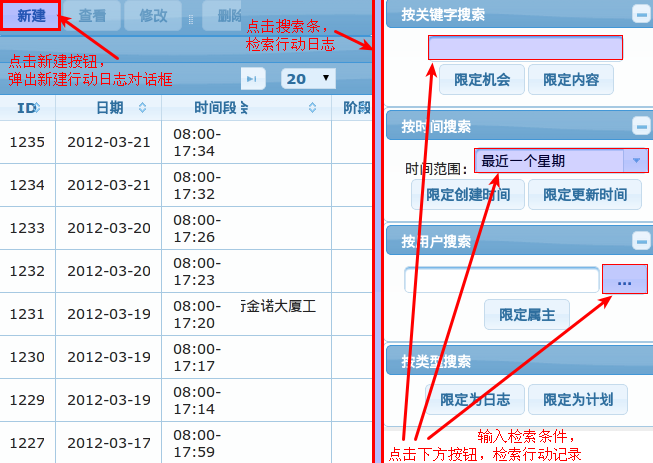 新建 查看 修改 删除
点击搜索条，
检索行动日志
点击新建按钮，
弹出新建行动日志对话框
20
ID 日期 时间段会 阶段
1235 2012-03-21 08:00-
17:34
1234 2012-03-21 08:00-
17:32
1233 2012-03-20 08:00-
17:26
1232 2012-03-20 08:00-
17:23
1231 2012-03-19 08:00- 行金诺大厦工
17:20
1230 2012-03-19 08:00-
17:17
1229 2012-03-19 08:00-
17:14
1227 2012-03-17 08:00-
17:59
按关键字搜索
限定机会 限定内容
按时间搜索
时间范围： 最近一个星期
限定创建时间 限定更新时间
按用户搜索
...
限定属主
按类型搜索
限定为日志 限定为计划
输入检索条件，
点击下方按钮，检索行动记录